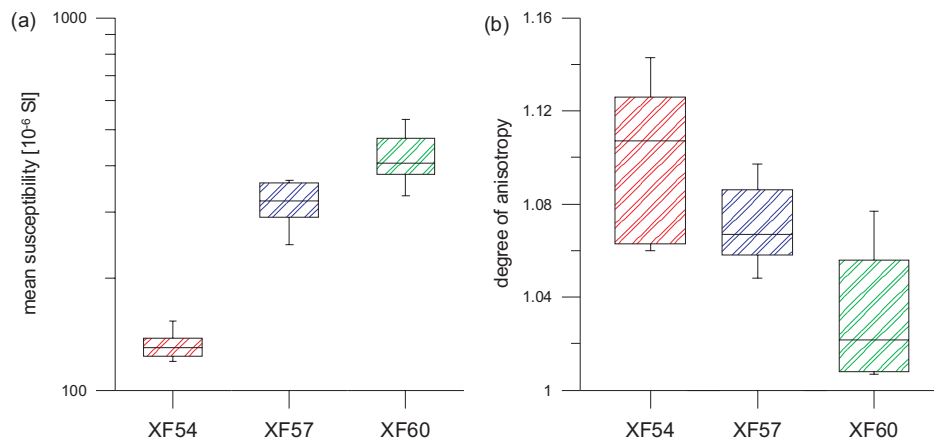 (a)
1000
100
mean susceptibility [10⁻⁶ SI]
XF54 XF57 XF60
(b)
1.16
1.12
1.08
1.04
1
degree of anisotropy
XF54 XF57 XF60